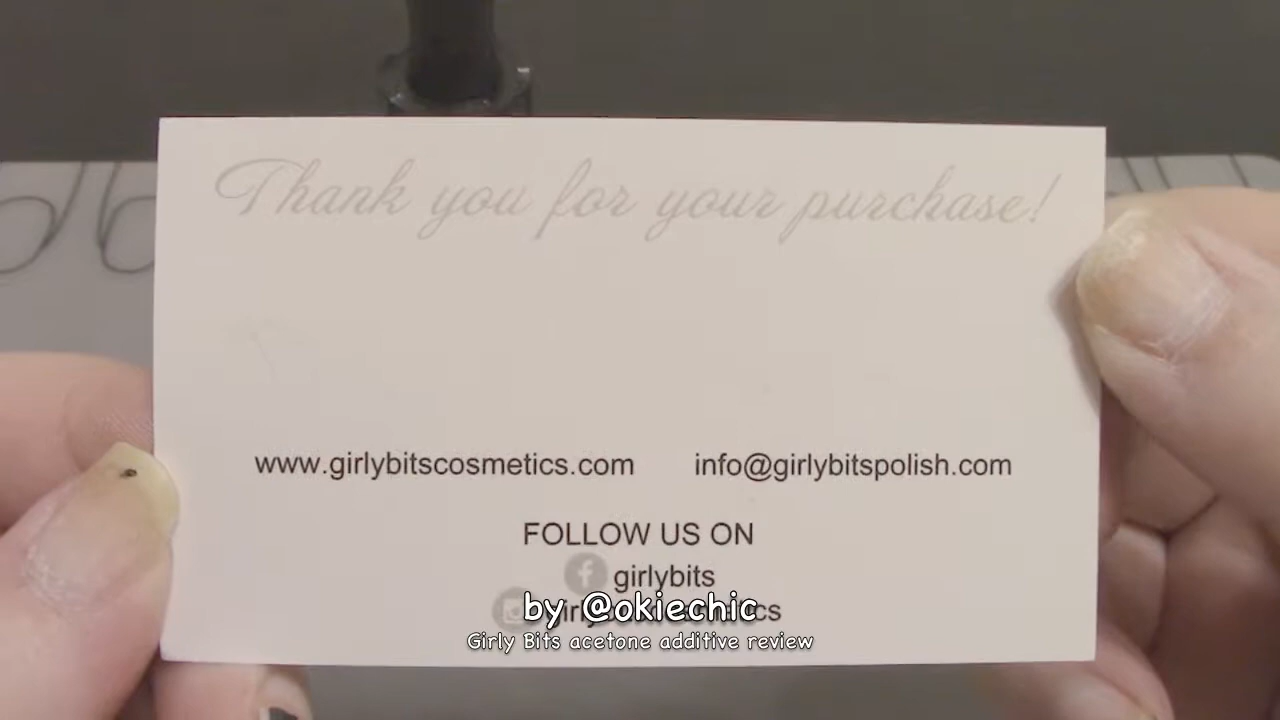 Thank you for your purchase!
www.girlybitscosmetics.com info@girlybitspolish.com
FOLLOW US ON
girlybits
by @okiechic
Girly Bits acetone additive review